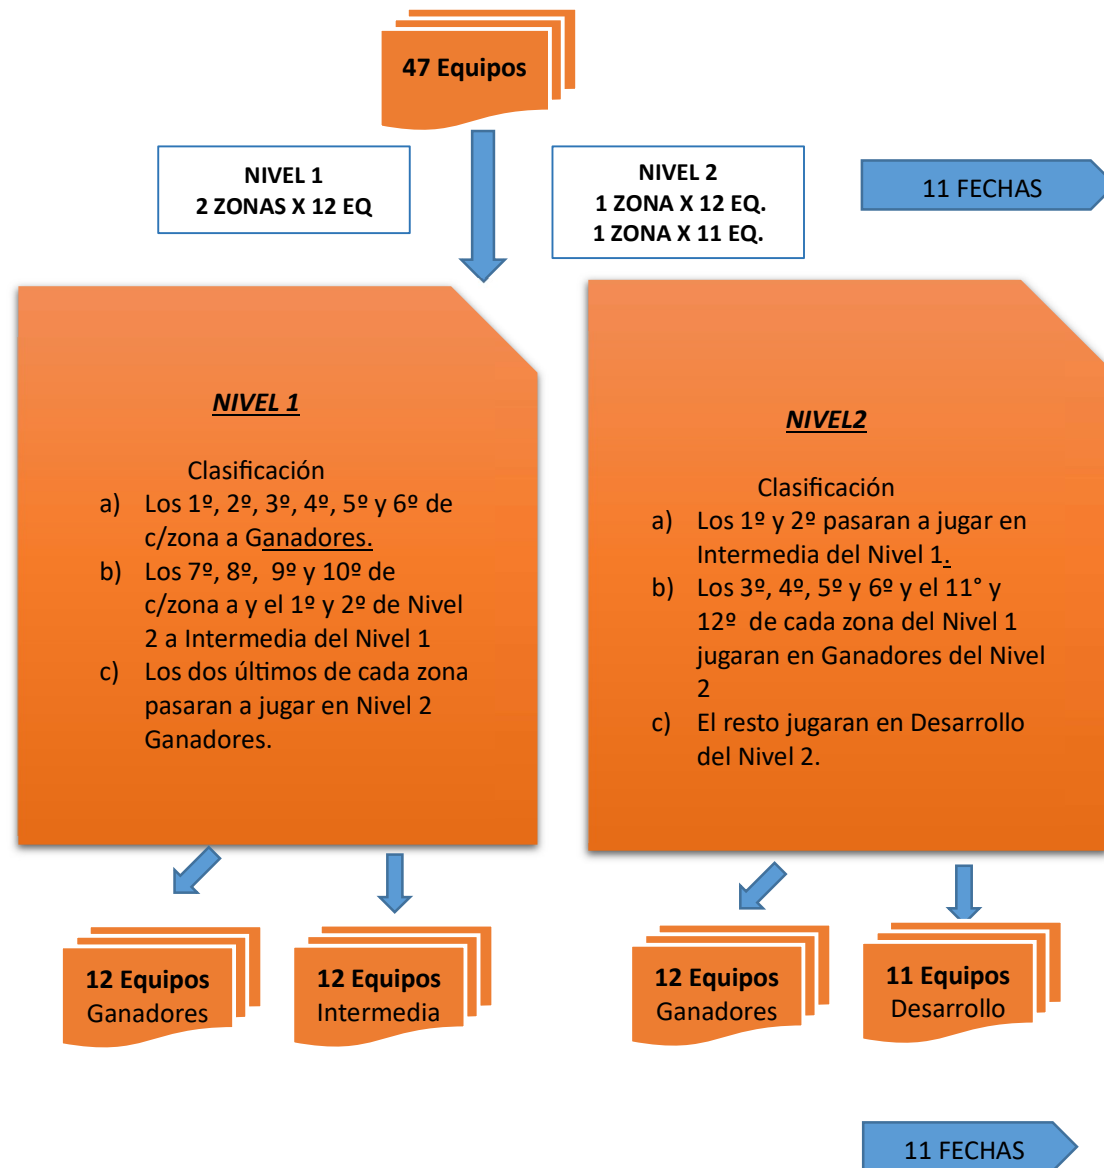 47 Equipos
NIVEL 1
2 ZONAS X 12 EQ
NIVEL 2
1 ZONA X 12 EQ.
1 ZONA X 11 EQ.
11 FECHAS
NIVEL 1
Clasificación
a) Los 1º, 2º, 3º, 4º, 5º y 6º de
c/zona a Ganadores.
b) Los 7º, 8º, 9º y 10º de
c/zona a y el 1º y 2º de Nivel
2 a Intermedia del Nivel 1
c) Los dos últimos de cada zona
pasaran a jugar en Nivel 2
Ganadores.
NIVEL2
Clasificación
a) Los 1º y 2º pasaran a jugar en
Intermedia del Nivel 1.
b) Los 3º, 4º, 5º y 6º y el 11° y
12º de cada zona del Nivel 1
jugaran en Ganadores del Nivel
2
c) El resto jugaran en Desarrollo
del Nivel 2.
12 Equipos
Ganadores
12 Equipos
Intermedia
12 Equipos
Ganadores
11 Equipos
Desarrollo
11 FECHAS